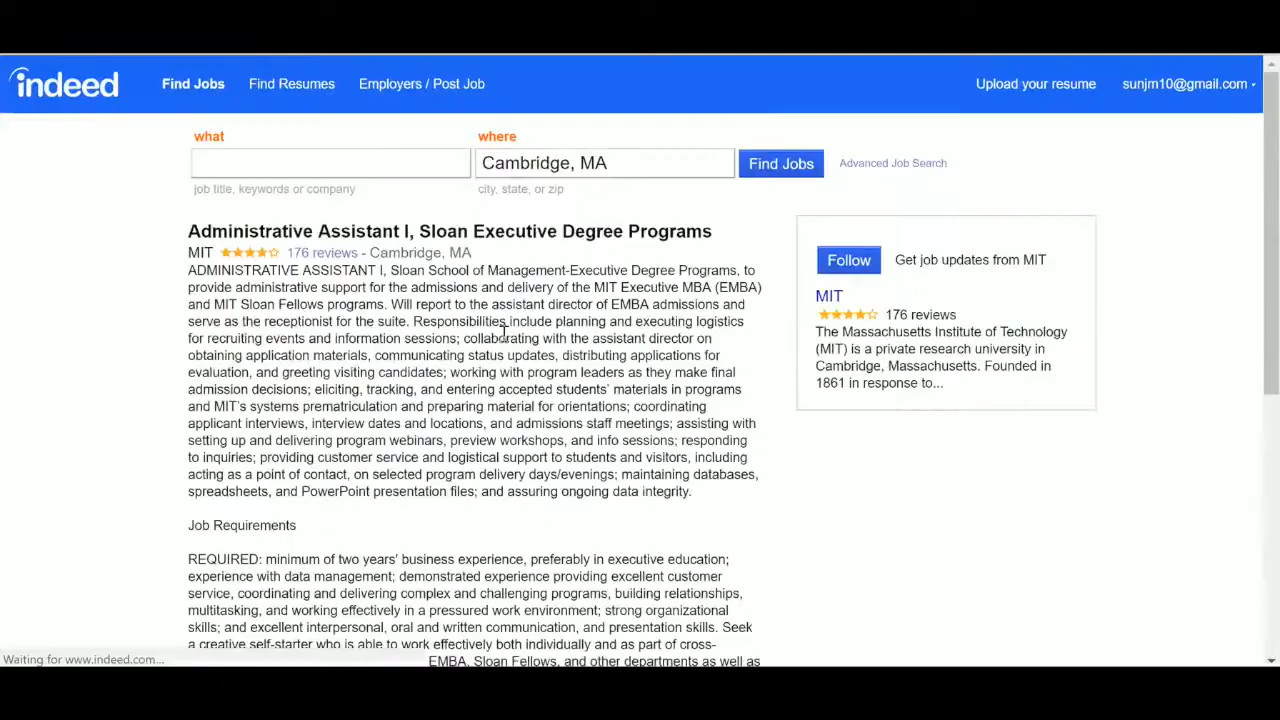 indeed Find Jobs Find Resumes Employers / Post Job Upload your resume sunjm10@gmail.com
what where
Cambridge, MA Find Jobs Advanced Job Search
job title, keywords or company city, state, or zip
Administrative Assistant I, Sloan Executive Degree Programs
MIT 176 reviews - Cambridge, MA
ADMINISTRATIVE ASSISTANT I, Sloan School of Management-Executive Degree Programs, to
provide administrative support for the admissions and delivery of the MIT Executive MBA (EMBA)
and MIT Sloan Fellows programs. Will report to the assistant director of EMBA admissions and
serve as the receptionist for the suite. Responsibilities include planning and executing logistics
for recruiting events and information sessions; collaborating with the assistant director on
obtaining application materials, communicating status updates, distributing applications for
evaluation, and greeting visiting candidates; working with program leaders as they make final
admission decisions; eliciting, tracking, and entering accepted students' materials in programs
and MIT's systems prematriculation and preparing material for orientations; coordinating
applicant interviews, interview dates and locations, and admissions staff meetings; assisting with
setting up and delivering program webinars, preview workshops, and info sessions; responding
to inquiries; providing customer service and logistical support to students and visitors, including
acting as a point of contact, on selected program delivery days/evenings; maintaining databases,
spreadsheets, and PowerPoint presentation files; and assuring ongoing data integrity.
Job Requirements
REQUIRED: minimum of two years' business experience, preferably in executive education;
experience with data management; demonstrated experience providing excellent customer
service, coordinating and delivering complex and challenging programs, building relationships,
multitasking, and working effectively in a pressured work environment; strong organizational
skills; and excellent interpersonal, oral and written communication, and presentation skills. Seek
a creative self-starter who is able to work effectively both individually and as part of cross-
EMBA, Sloan Fellows, and other departments as well as
Follow Get job updates from MIT
MIT
176 reviews
The Massachusetts Institute of Technology
(MIT) is a private research university in
Cambridge, Massachusetts. Founded in
1861 in response to...
Waiting for www.indeed.com...